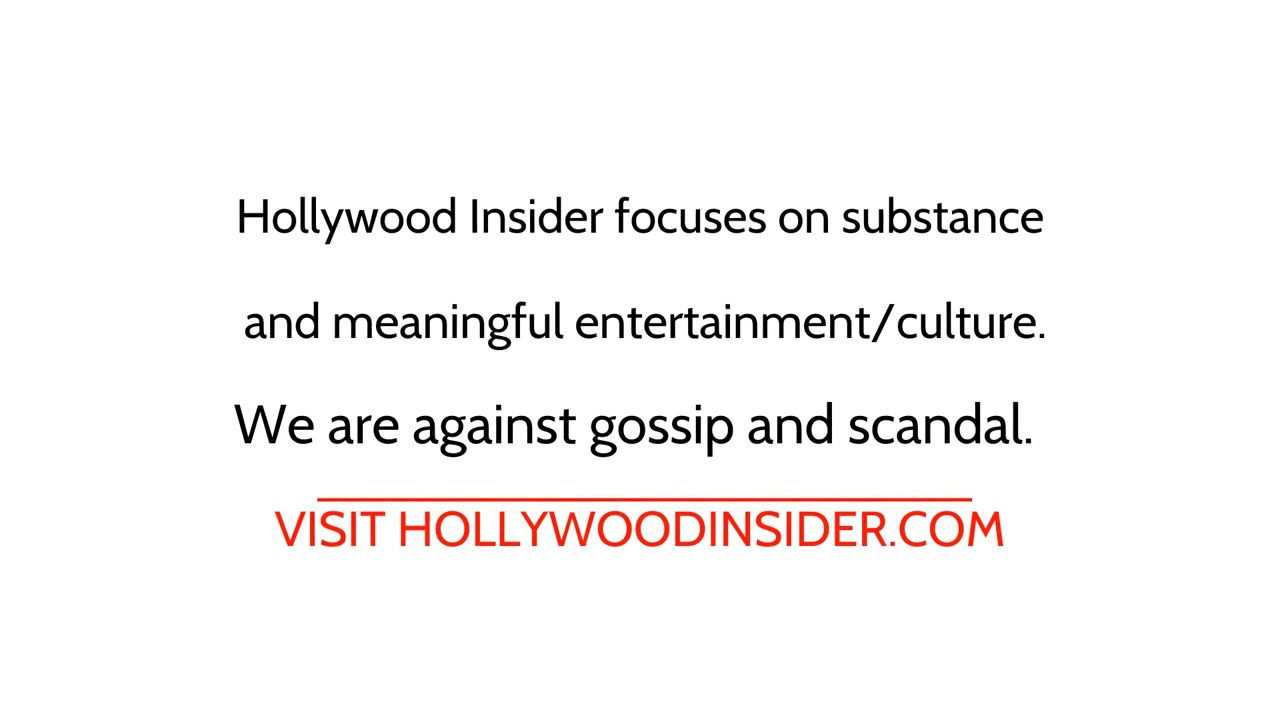 Hollywood Insider focuses on substance
and meaningful entertainment/culture.
We are against gossip and scandal.
VISIT HOLLYWOODINSIDER.COM